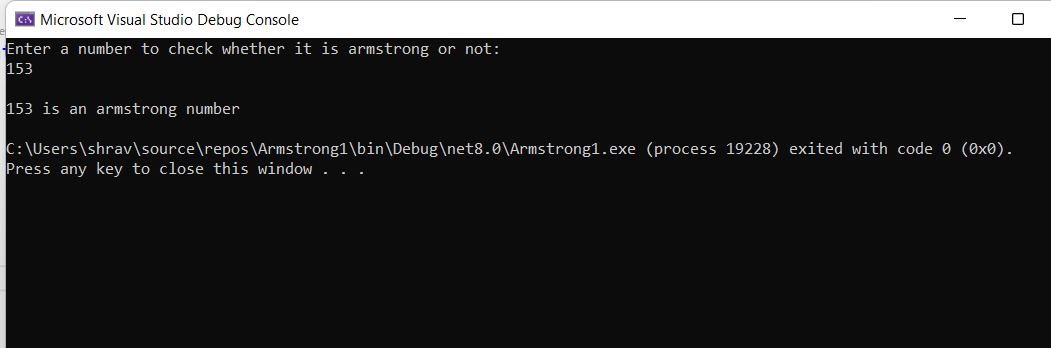 Microsoft Visual Studio Debug Console
Enter a number to check whether it is armstrong or not:
153
153 is an armstrong number
C:\Users\shrav\source\repos\Armstrong1\bin\Debug\net8.0\Armstrong1.exe (process 19228) exited with code 0 (0x0).
Press any key to close this window . . .